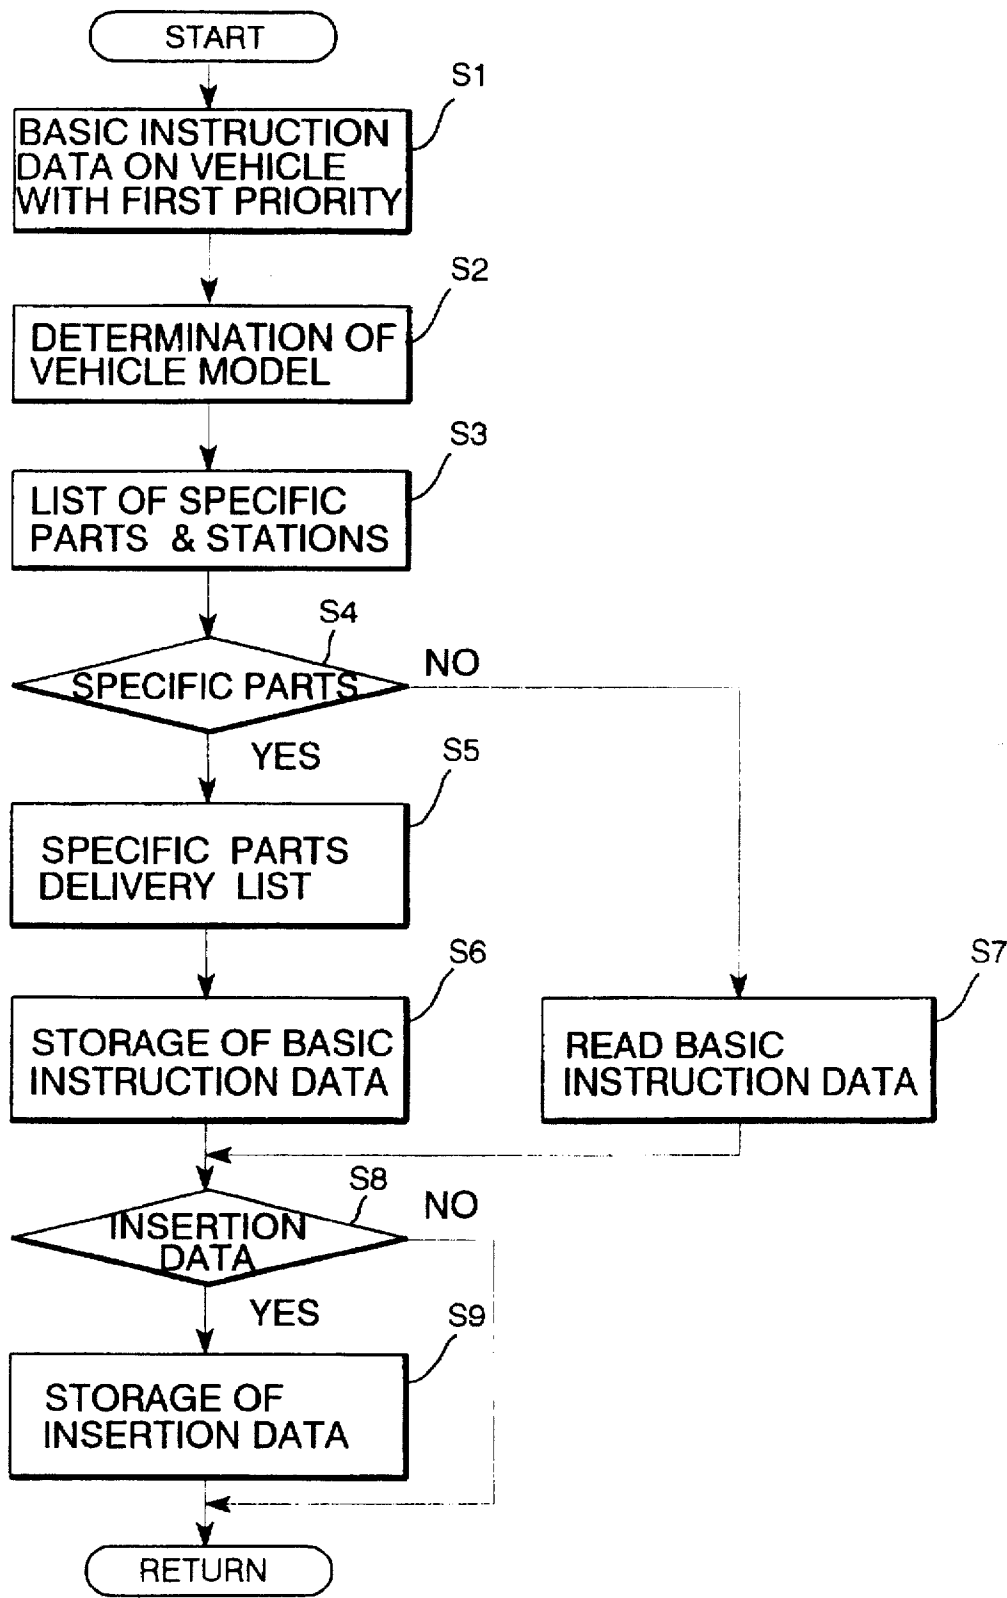 START
S1
BASIC INSTRUCTION
DATA ON VEHICLE
WITH FIRST PRIORITY
S2
DETERMINATION OF
VEHICLE MODEL
S3
LIST OF SPECIFIC
PARTS & STATIONS
S4
SPECIFIC PARTS
NO
YES
S5
SPECIFIC PARTS
DELIVERY LIST
S6
STORAGE OF BASIC
INSTRUCTION DATA
S7
READ BASIC
INSTRUCTION DATA
S8
INSERTION
DATA
NO
YES
S9
STORAGE OF
INSERTION DATA
RETURN